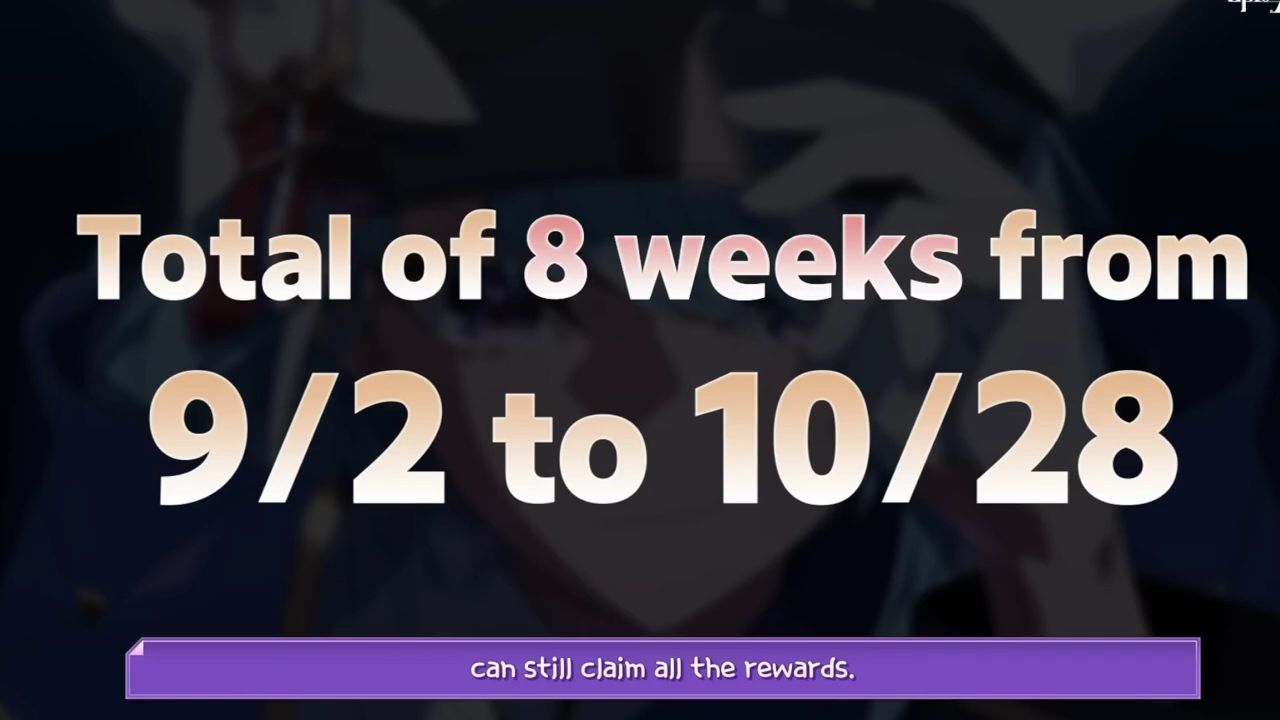 Total of 8 weeks from
9/2 to 10/28
can still claim all the rewards.